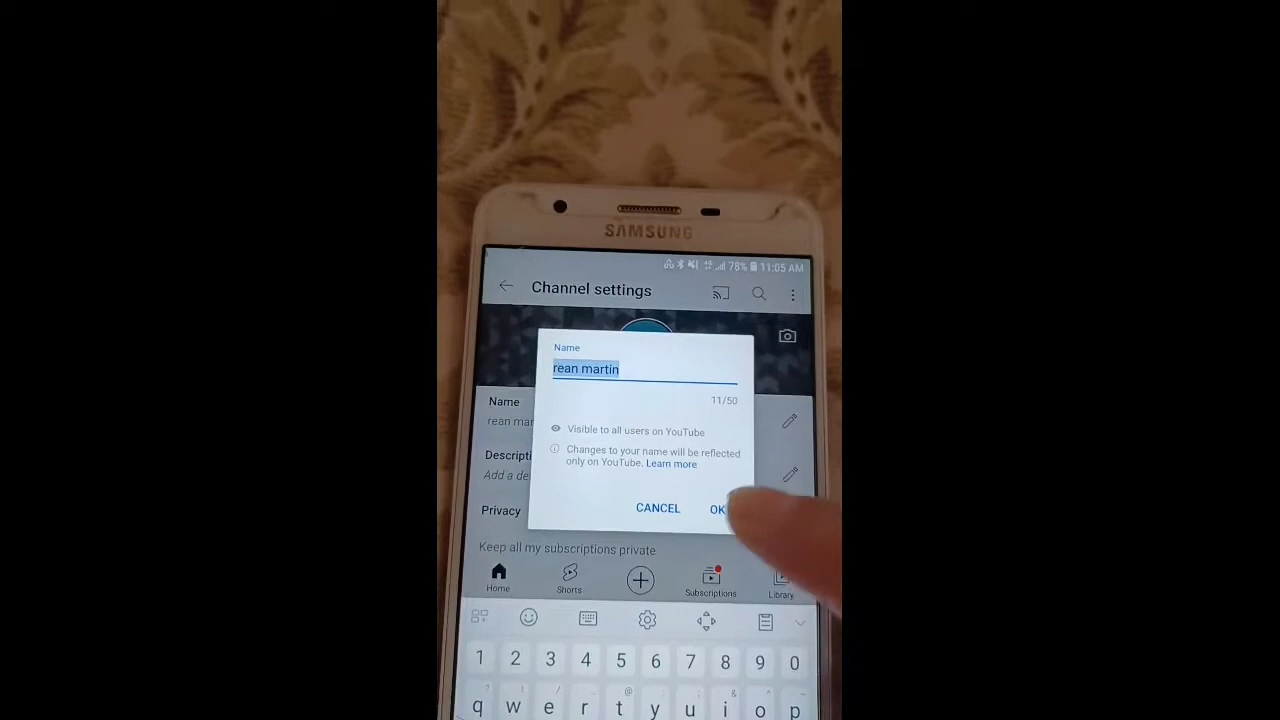 SAMSUNG
78% 11:05 AM
Channel settings
Name
rean martin
11/50
Visible to all users on YouTube
Changes to your name will be reflected
only on YouTube. Learn more
CANCEL OK
Name
rean mar
Descripti
Add a de
Privacy
Keep all my subscriptions private
Home Shorts Subscriptions Library
1 2 3 4 5 6 7 8 9 0
q w e r t y u i o p